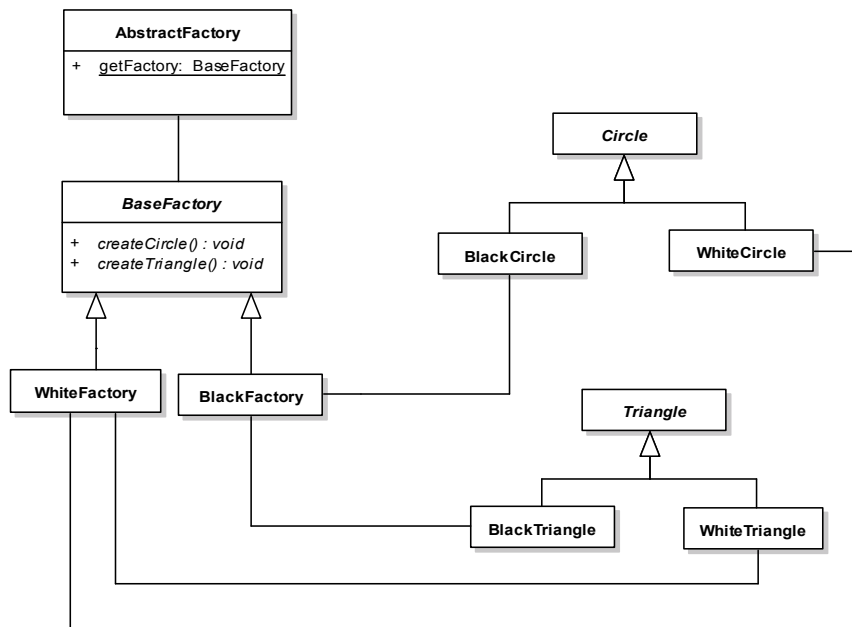 AbstractFactory
+ getFactory: BaseFactory
BaseFactory
+ createCircle() : void
+ createTriangle() : void
WhiteFactory
BlackFactory
Circle
BlackCircle
WhiteCircle
Triangle
BlackTriangle
WhiteTriangle